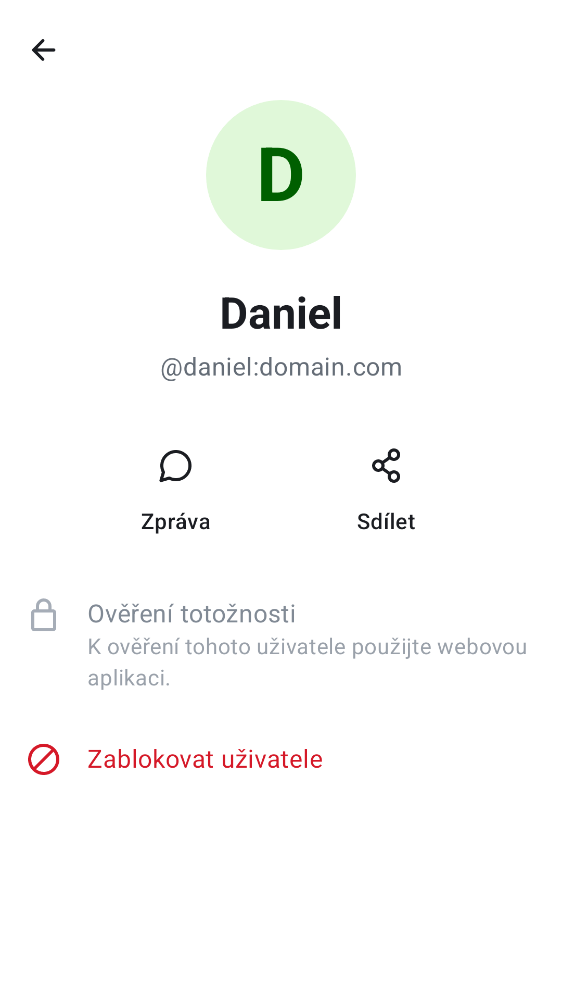 D
Daniel
@daniel:domain.com
Zpráva
Sdílet
Ověření totožnosti
K ověření tohoto uživatele použijte webovou
aplikaci.
Zablokovat uživatele